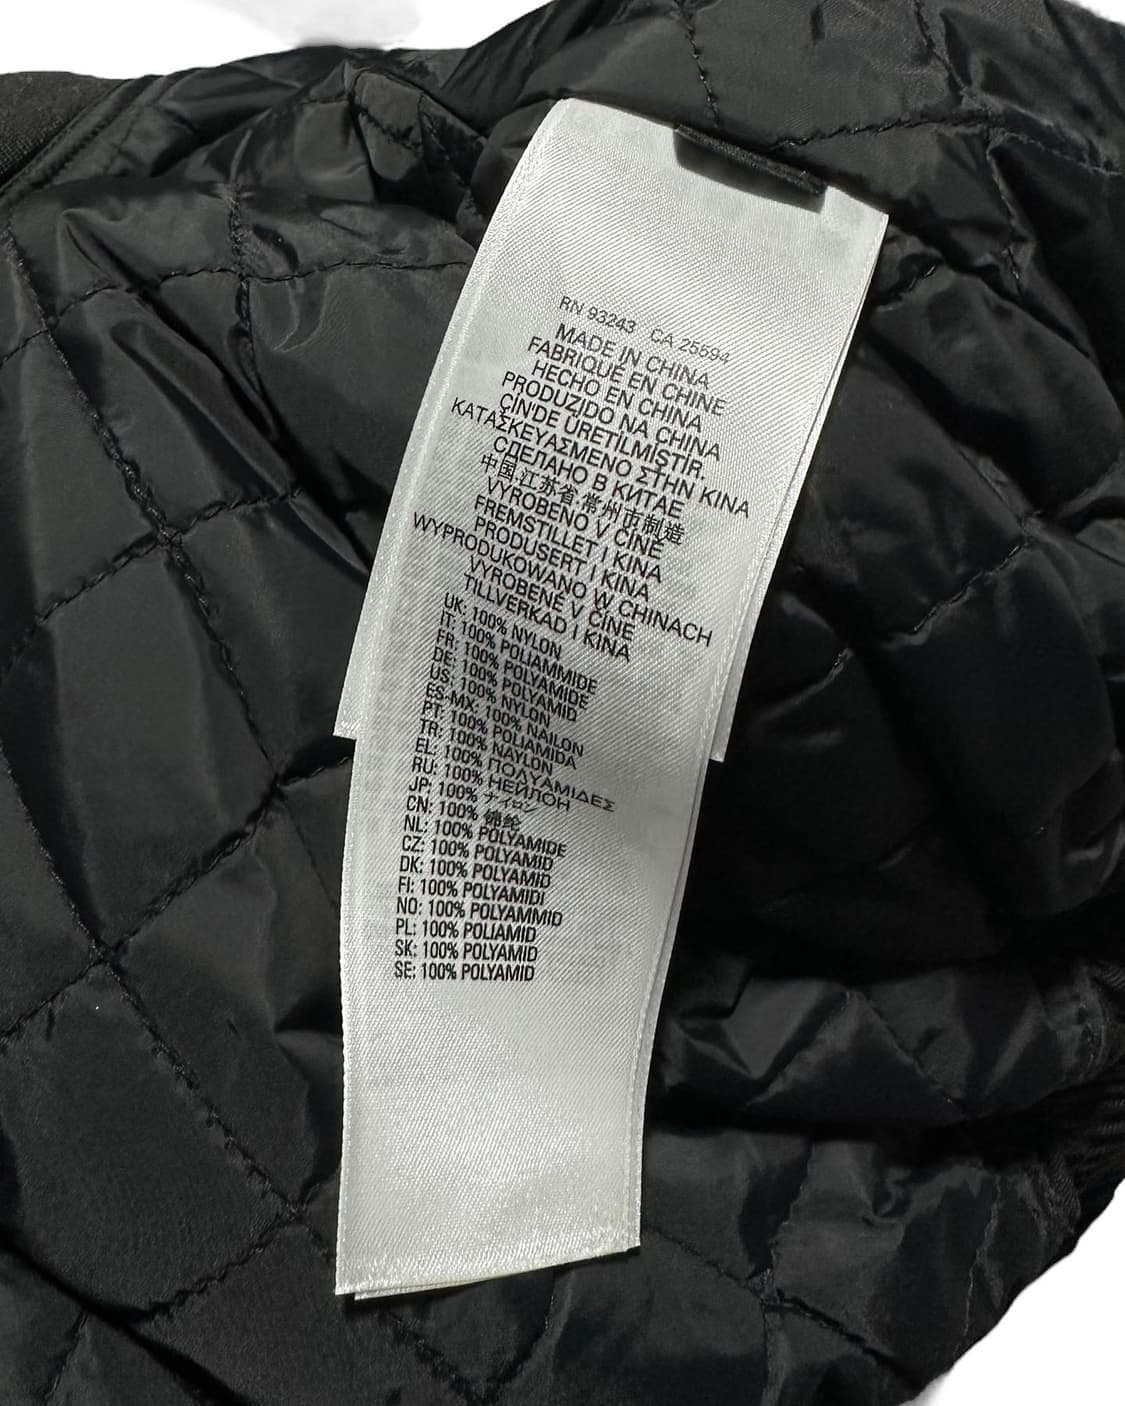 RN 93243 CA 25594
MADE IN CHINA
FABRIQUÉ EN CHINE
HECHO EN CHINA
PRODUZIDO NA CHINA
ÇIN'DE ÜRETILMISTIR.
ΚΑΤΑΣΚΕΥΑΣΜΕΝΟ ΣΤΗΝ ΚΙΝΑ
СДЕЛАНО В КИТАЕ
中国江苏省常州市制造
VYROBENO V ČÍNĚ
FREMSTILLET I KINA
PRODUSERT I KINA
WYPRODUKOWANO W CHINACH
VYROBENÉ V ČÍNE
TILLVERKAD I KINA
UK: 100% NYLON
IT: 100% POLIAMMIDE
FR: 100% POLYAMIDE
DE: 100% POLYAMID
US: 100% NYLON
ES-MX: 100% NAILON
PT: 100% POLIAMIDA
TR: 100% NAYLON
EL: 100% ΠΟΛΥΑΜΙΔΕΣ
RU: 100% НЕЙЛОН
JP: 100% ナイロン
CN: 100% 锦纶
NL: 100% POLYAMIDE
CZ: 100% POLYAMID
DK: 100% POLYAMID
FI: 100% POLYAMIDI
NO: 100% POLYAMMID
PL: 100% POLIAMID
SK: 100% POLYAMID
SE: 100% POLYAMID